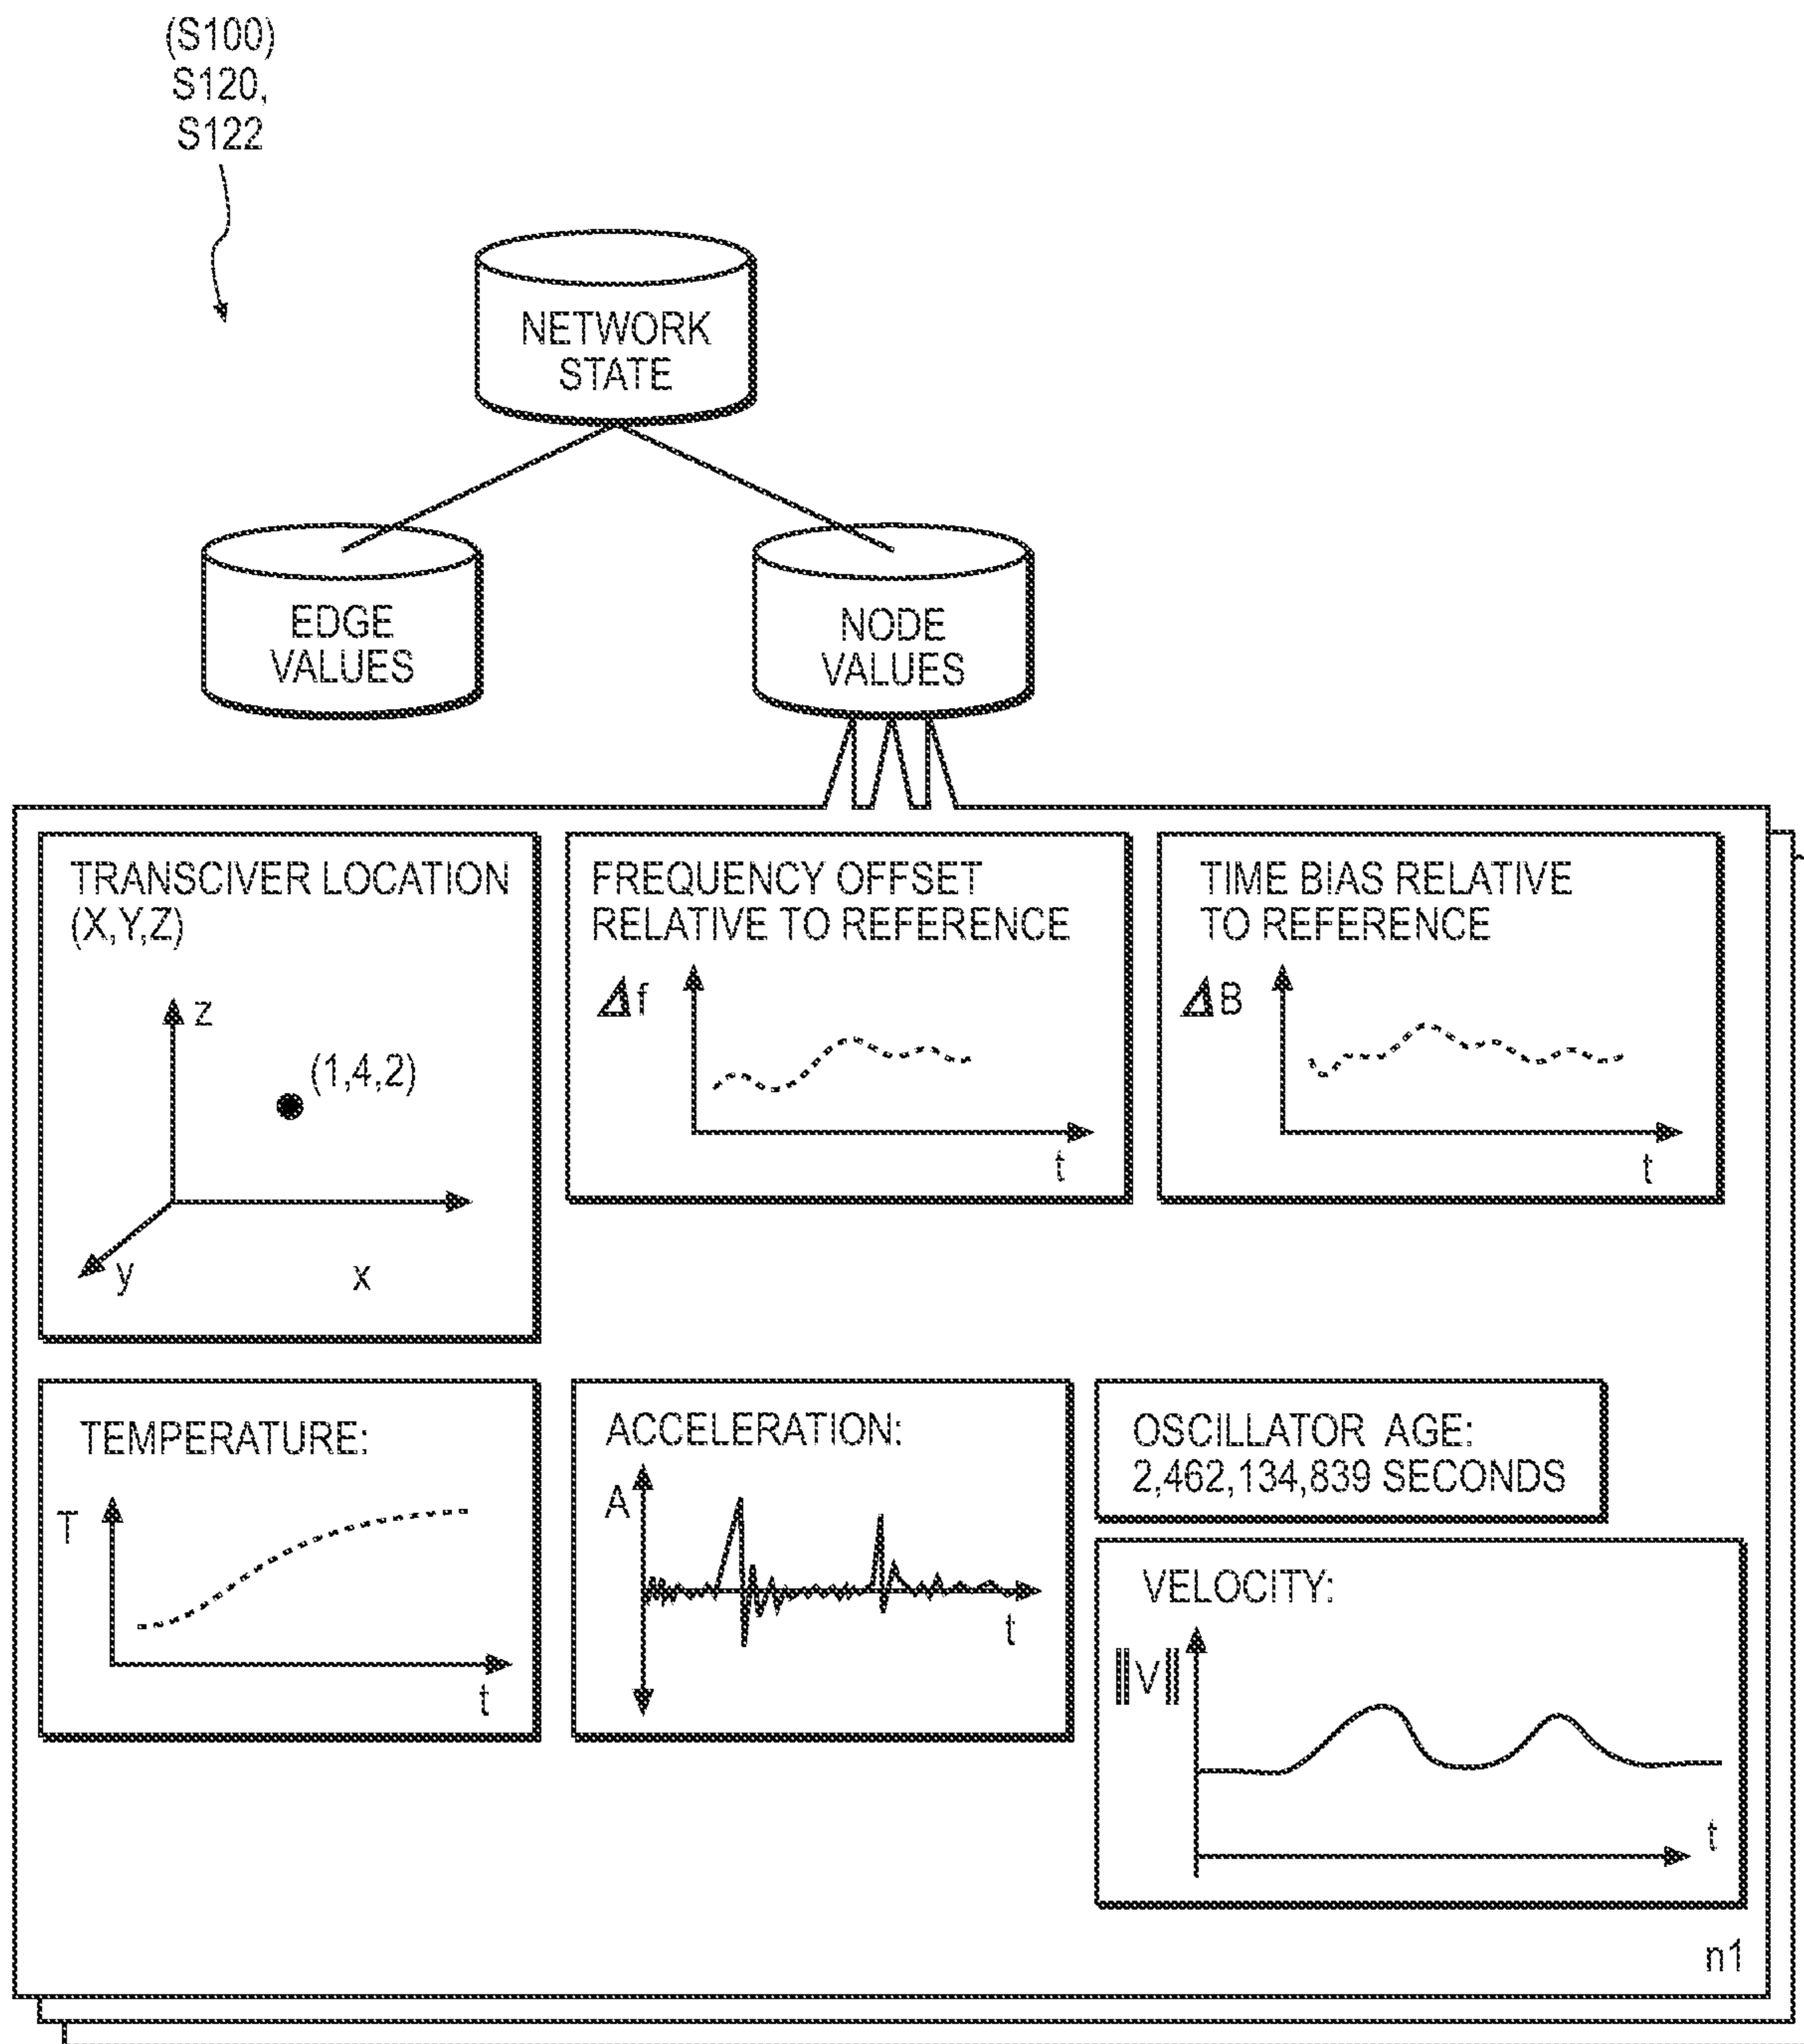 (S100)
S120,
S122
NETWORK
STATE
EDGE
VALUES
NODE
VALUES
TRANSCIVER LOCATION
(X,Y,Z)
z
(1,4,2)
y
x
FREQUENCY OFFSET
RELATIVE TO REFERENCE
Δf
t
TIME BIAS RELATIVE
TO REFERENCE
ΔB
t
TEMPERATURE:
T
t
ACCELERATION:
A
t
OSCILLATOR AGE:
2,462,134,839 SECONDS
VELOCITY:
||V||
t
n1